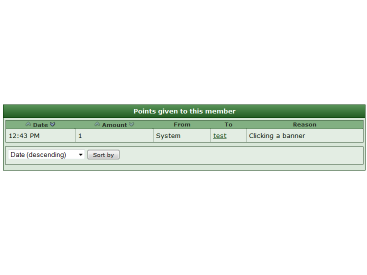 Points given to this member
Date Amount From To Reason
12:43 PM 1 System test Clicking a banner
Date (descending) Sort by